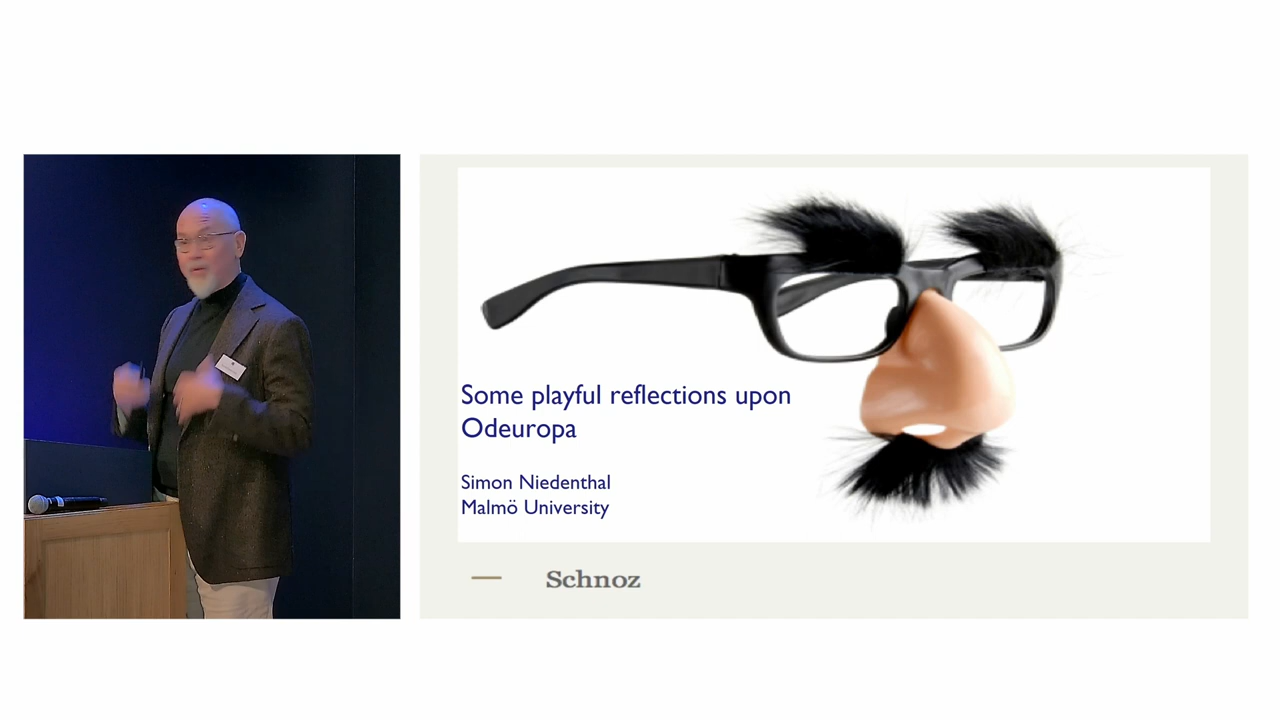 Some playful reflections upon
Odeuropa
Simon Niedenthal
Malmö University
Schnoz